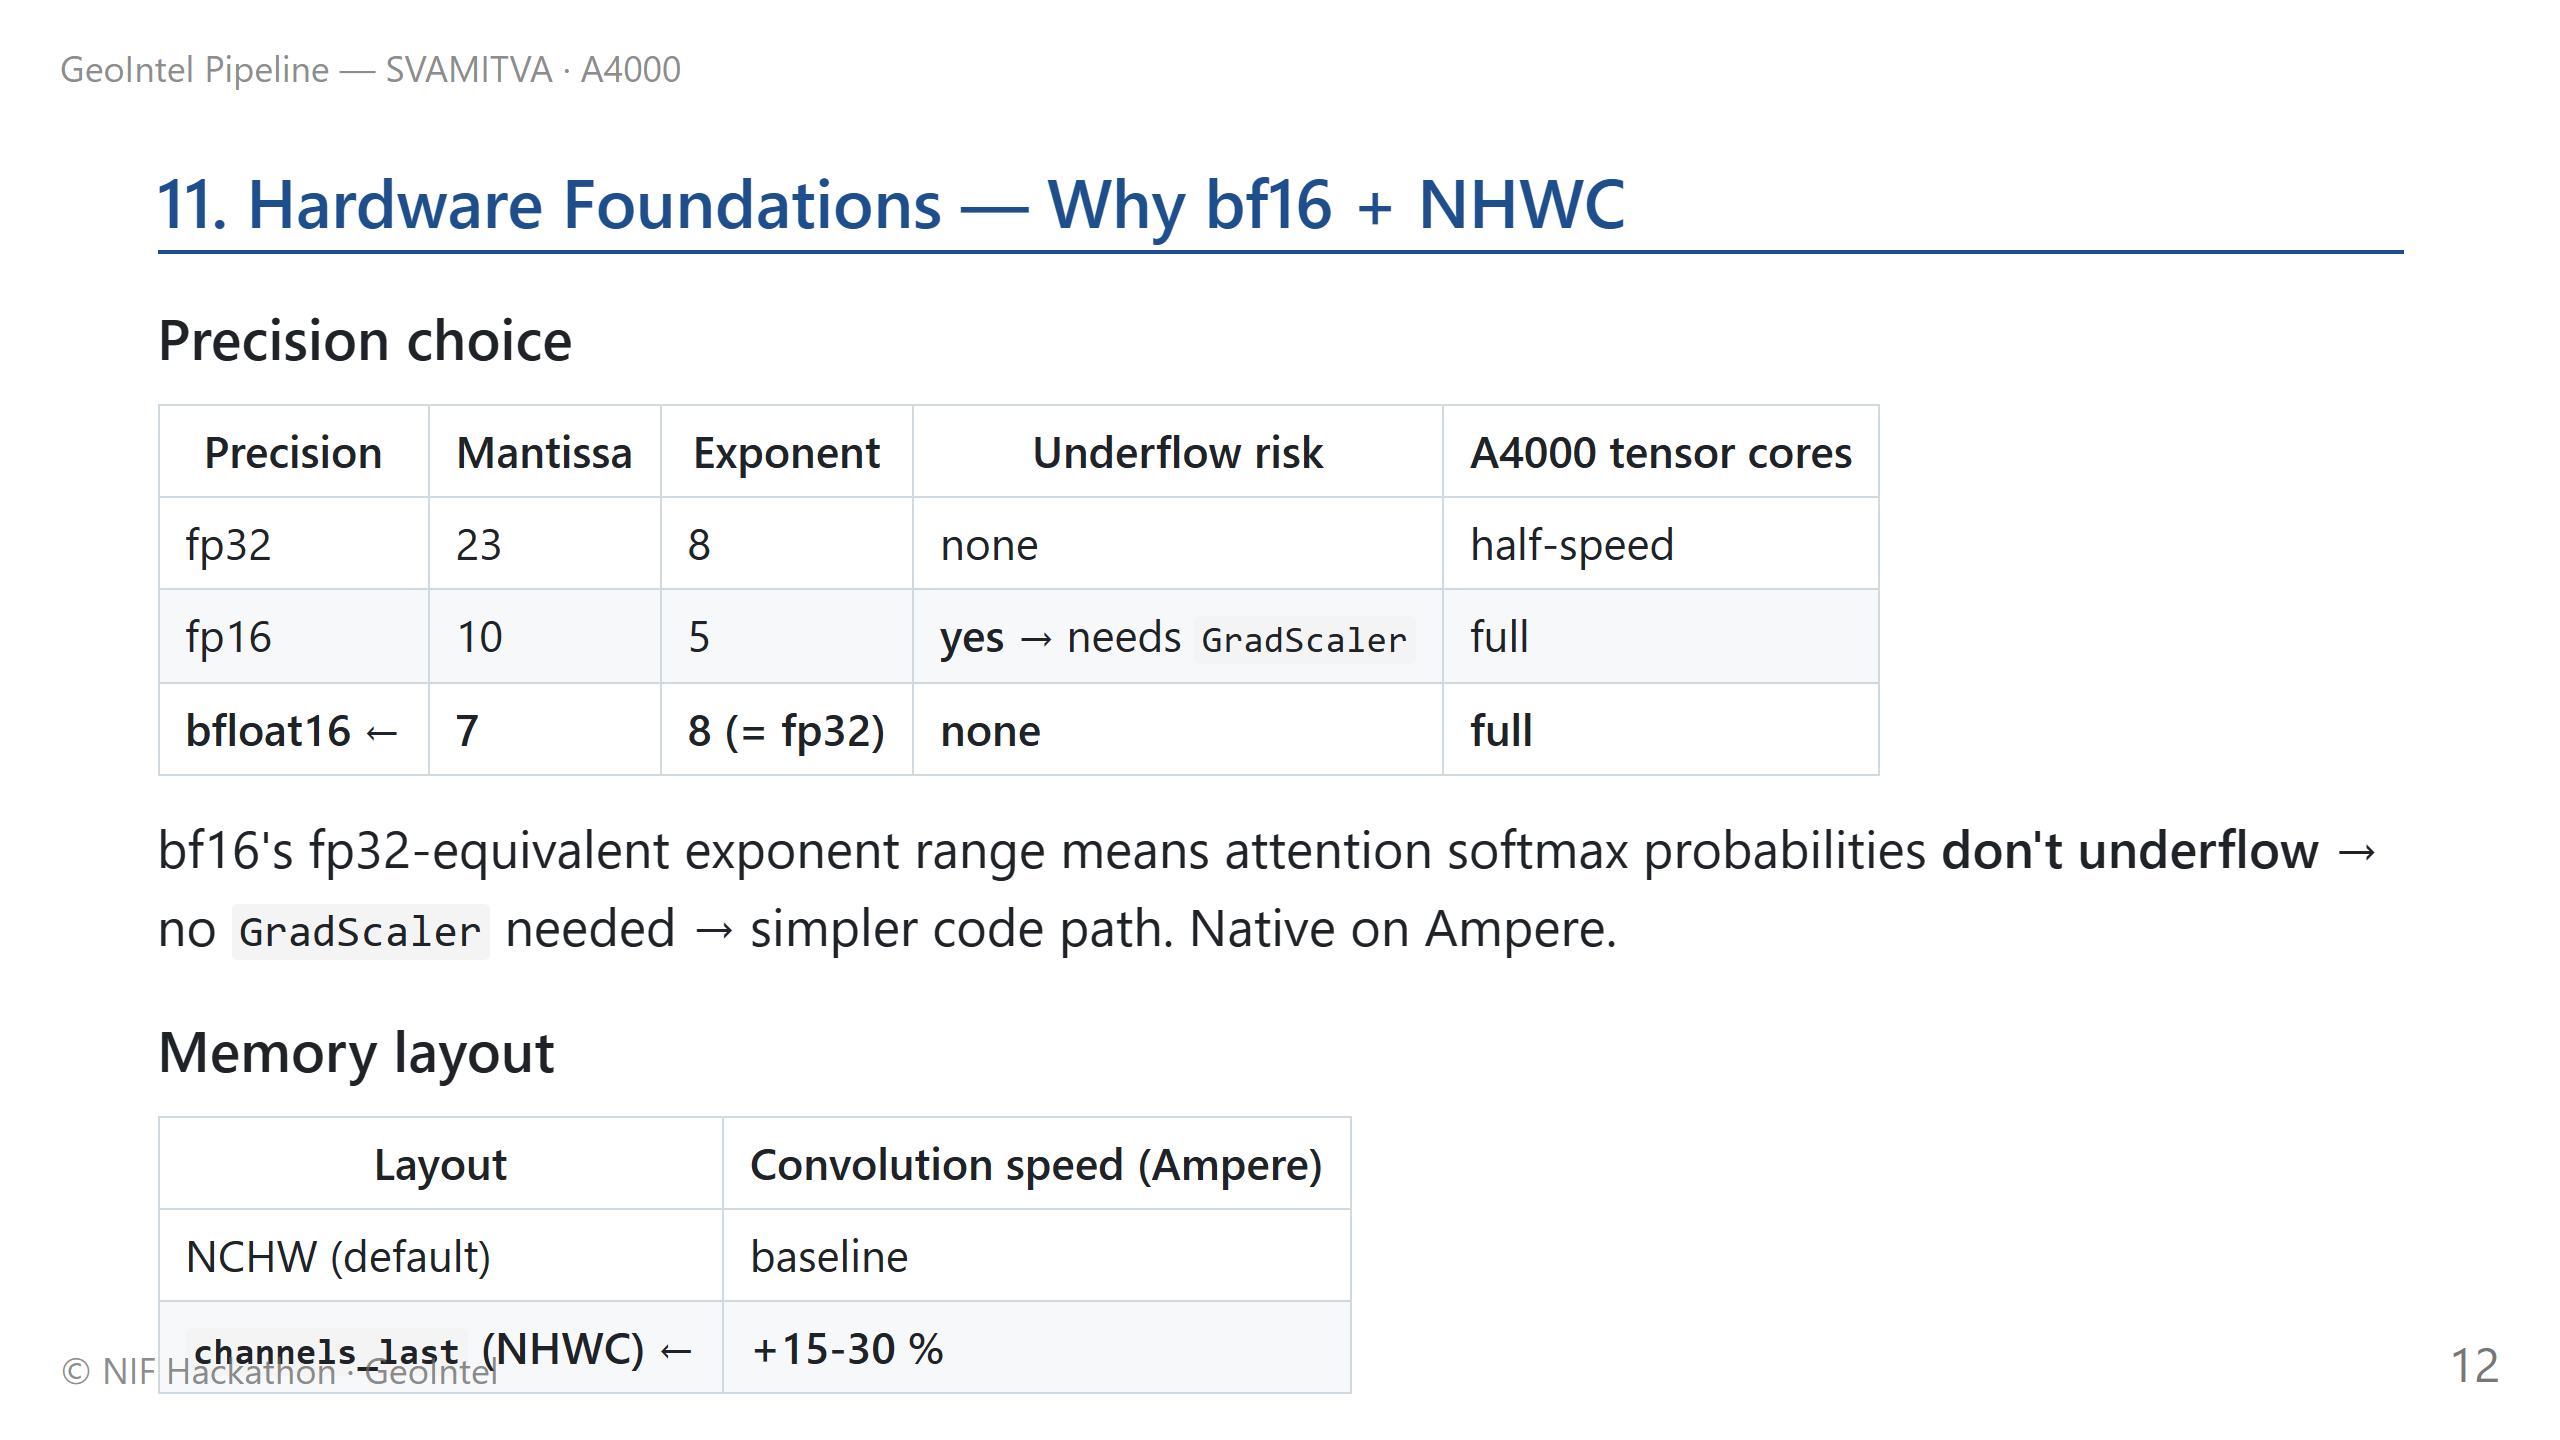 GeoIntel Pipeline — SVAMITVA · A4000
11. Hardware Foundations — Why bf16 + NHWC
Precision choice
Precision Mantissa Exponent Underflow risk A4000 tensor cores
fp32 23 8 none half-speed
fp16 10 5 yes → needs GradScaler full
bfloat16 ← 7 8 (= fp32) none full
bf16's fp32-equivalent exponent range means attention softmax probabilities don't underflow →
no GradScaler needed → simpler code path. Native on Ampere.
Memory layout
Layout Convolution speed (Ampere)
NCHW (default) baseline
channels_last (NHWC) ← +15-30 %
© NIF Hackathon · GeoIntel
12